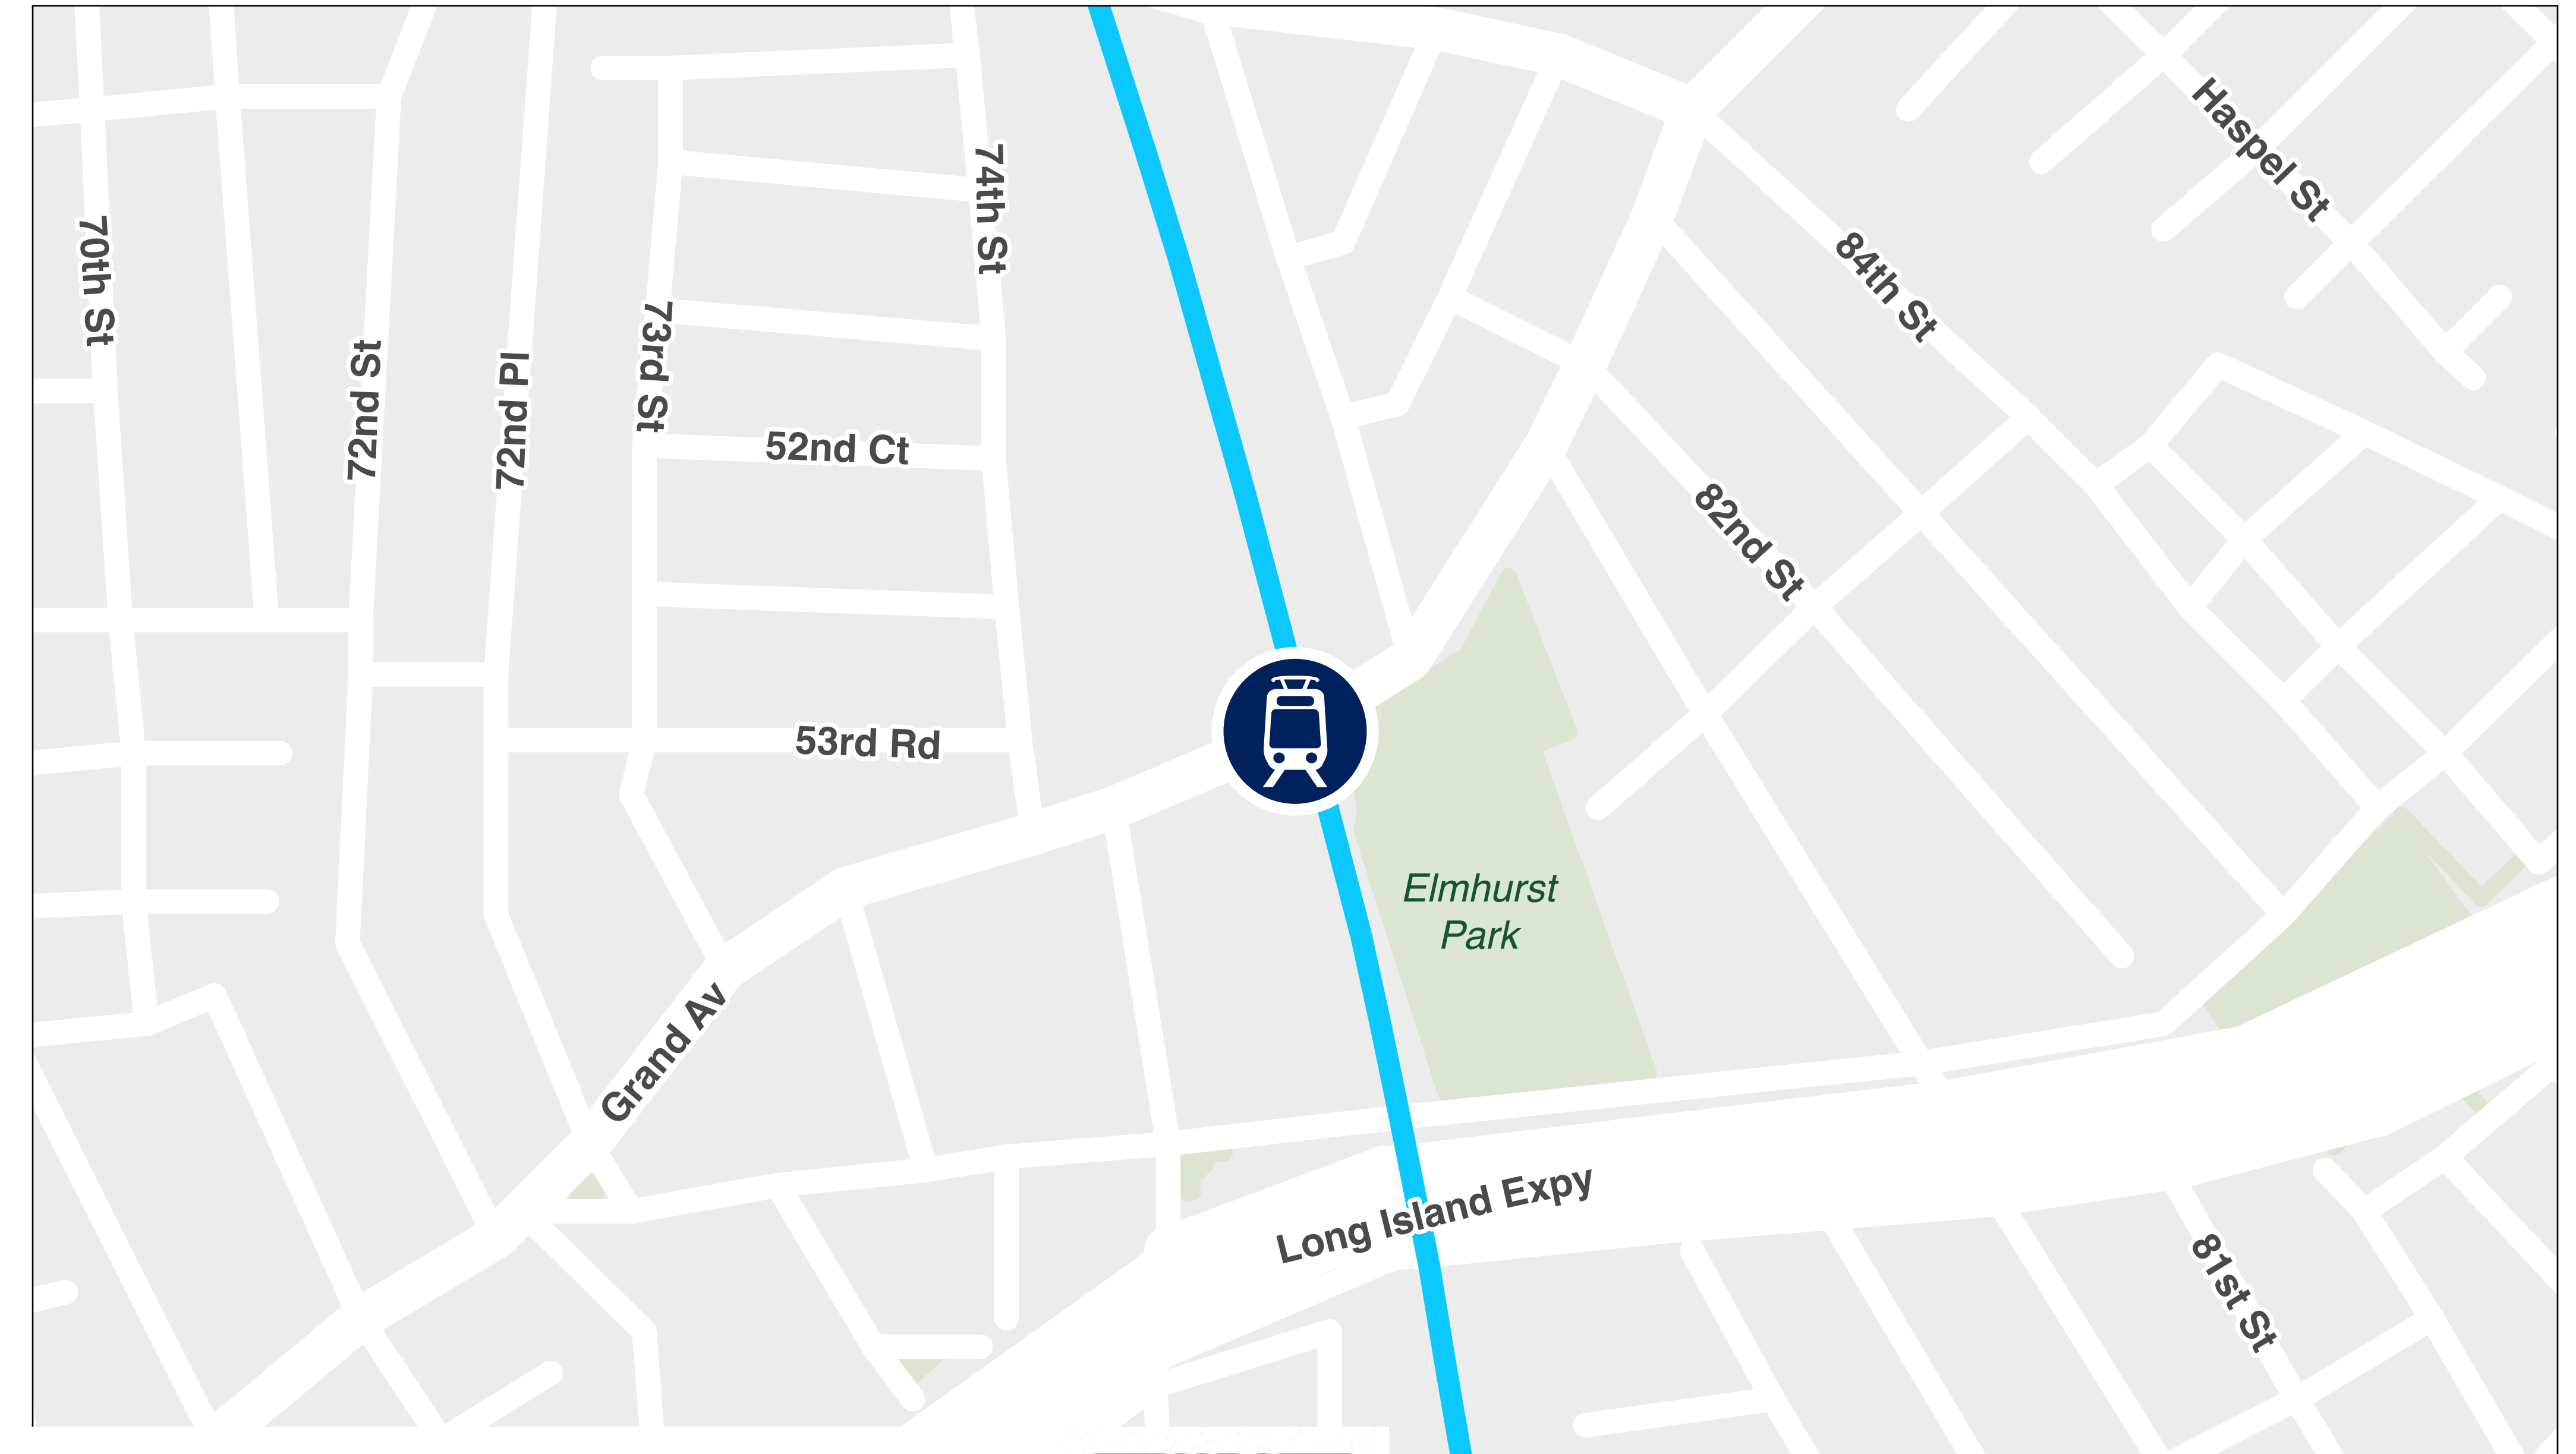 Haspel St
74th St
70th St
84th St
73rd St
72nd St
72nd Pl
52nd Ct
82nd St
53rd Rd
Elmhurst
Park
Grand Av
Long Island Expy
81st St